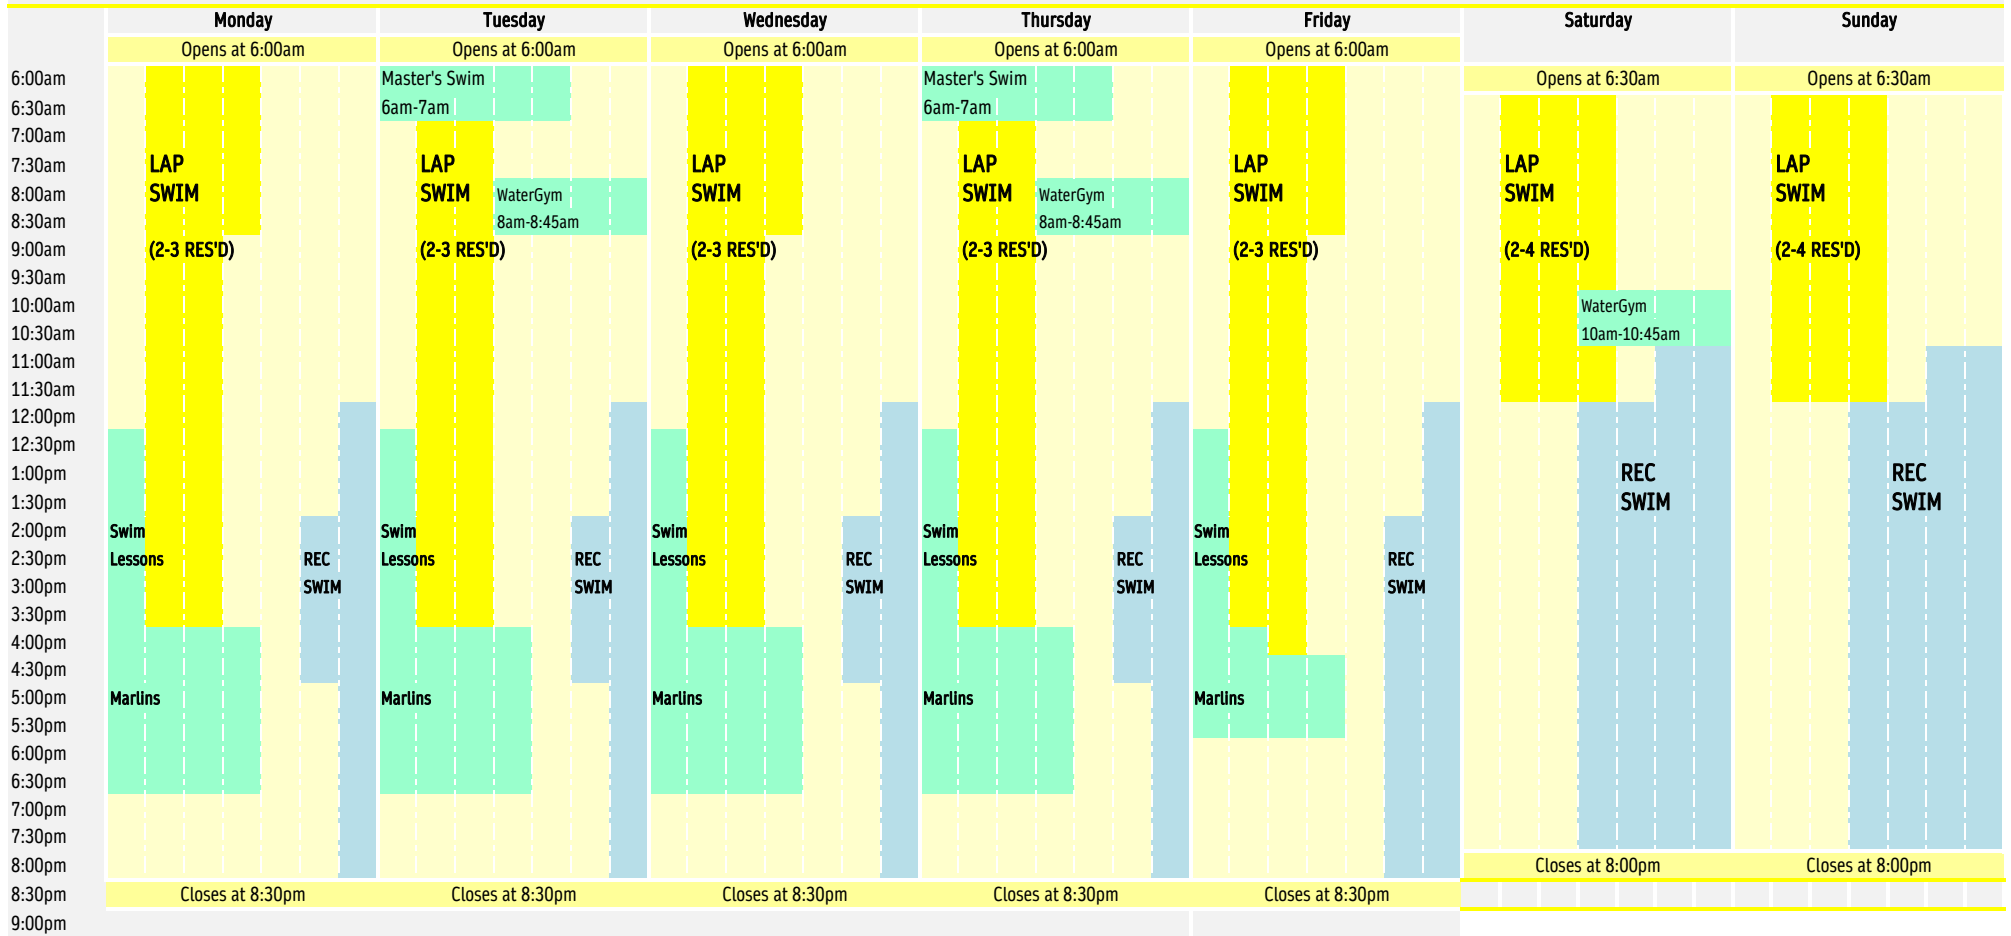 Monday Tuesday Wednesday Thursday Friday Saturday Sunday
Opens at 6:00am Opens at 6:00am Opens at 6:00am Opens at 6:00am Opens at 6:00am
6:00am Master's Swim Master's Swim Opens at 6:30am Opens at 6:30am
6:30am 6am-7am 6am-7am
7:00am
7:30am LAP LAP LAP LAP LAP LAP LAP
8:00am SWIM SWIM WaterGym SWIM SWIM WaterGym SWIM SWIM SWIM
8:30am 8am-8:45am 8am-8:45am
9:00am (2-3 RES'D) (2-3 RES'D) (2-3 RES'D) (2-3 RES'D) (2-3 RES'D) (2-4 RES'D) (2-4 RES'D)
9:30am
10:00am WaterGym
10:30am 10am-10:45am
11:00am
11:30am
12:00pm
12:30pm
1:00pm REC REC
1:30pm SWIM SWIM
2:00pm Swim Swim Swim Swim Swim
2:30pm Lessons REC Lessons REC Lessons REC Lessons REC Lessons REC
3:00pm SWIM SWIM SWIM SWIM SWIM
3:30pm
4:00pm
4:30pm
5:00pm Marlins Marlins Marlins Marlins Marlins
5:30pm
6:00pm
6:30pm
7:00pm
7:30pm
8:00pm Closes at 8:00pm Closes at 8:00pm
8:30pm Closes at 8:30pm Closes at 8:30pm Closes at 8:30pm Closes at 8:30pm Closes at 8:30pm
9:00pm